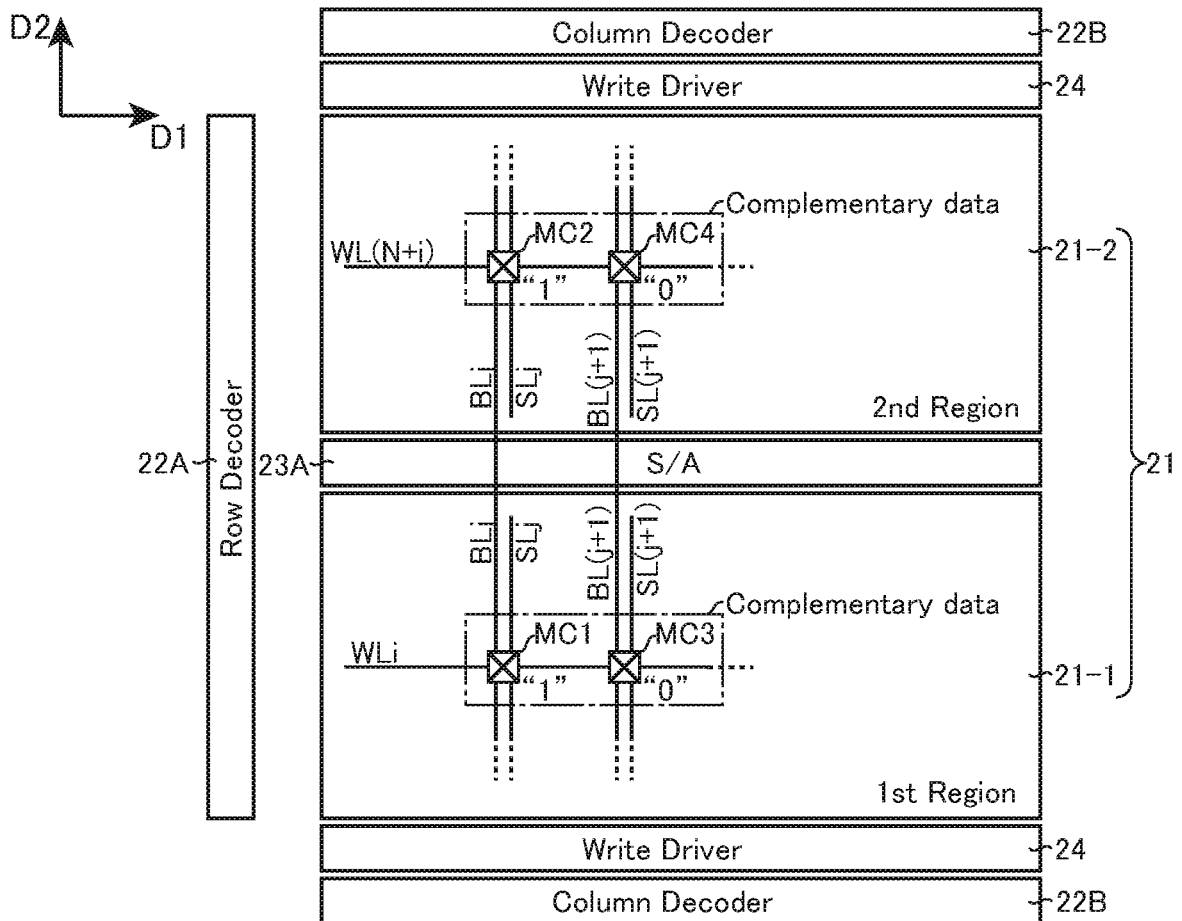 D2
D1
Column Decoder
22B
Write Driver
24
Complementary data
WL(N+i)
MC2
MC4
21-2
"1"
"0"
BLj
SLj
BL(j+1)
SL(j+1)
2nd Region
22A
Row Decoder
23A
S/A
21
BLj
SLj
BL(j+1)
SL(j+1)
Complementary data
WLi
MC1
MC3
21-1
"1"
"0"
1st Region
Write Driver
24
Column Decoder
22B